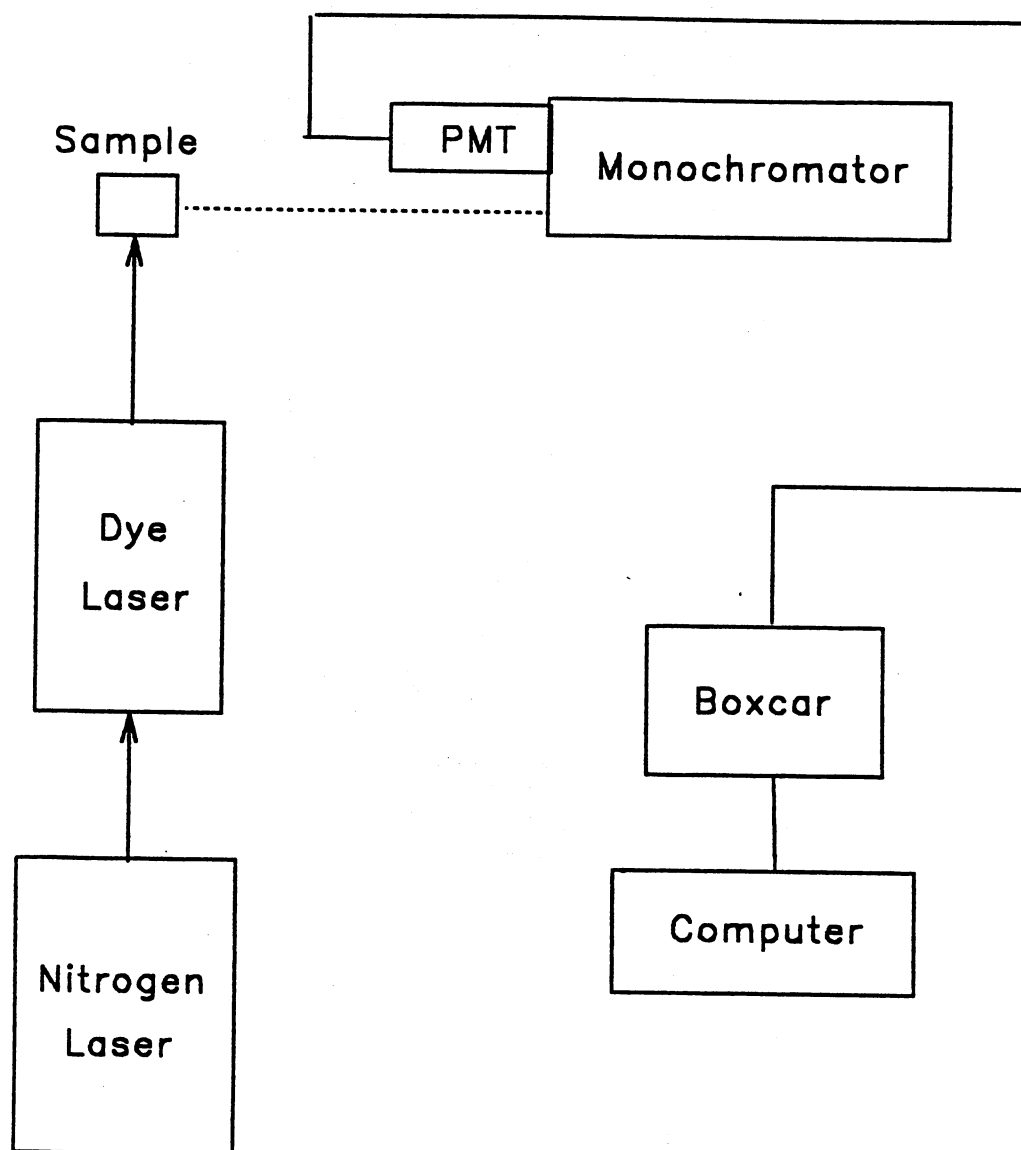 Sample
PMT
Monochromator
Dye
Laser
Boxcar
Computer
Nitrogen
Laser